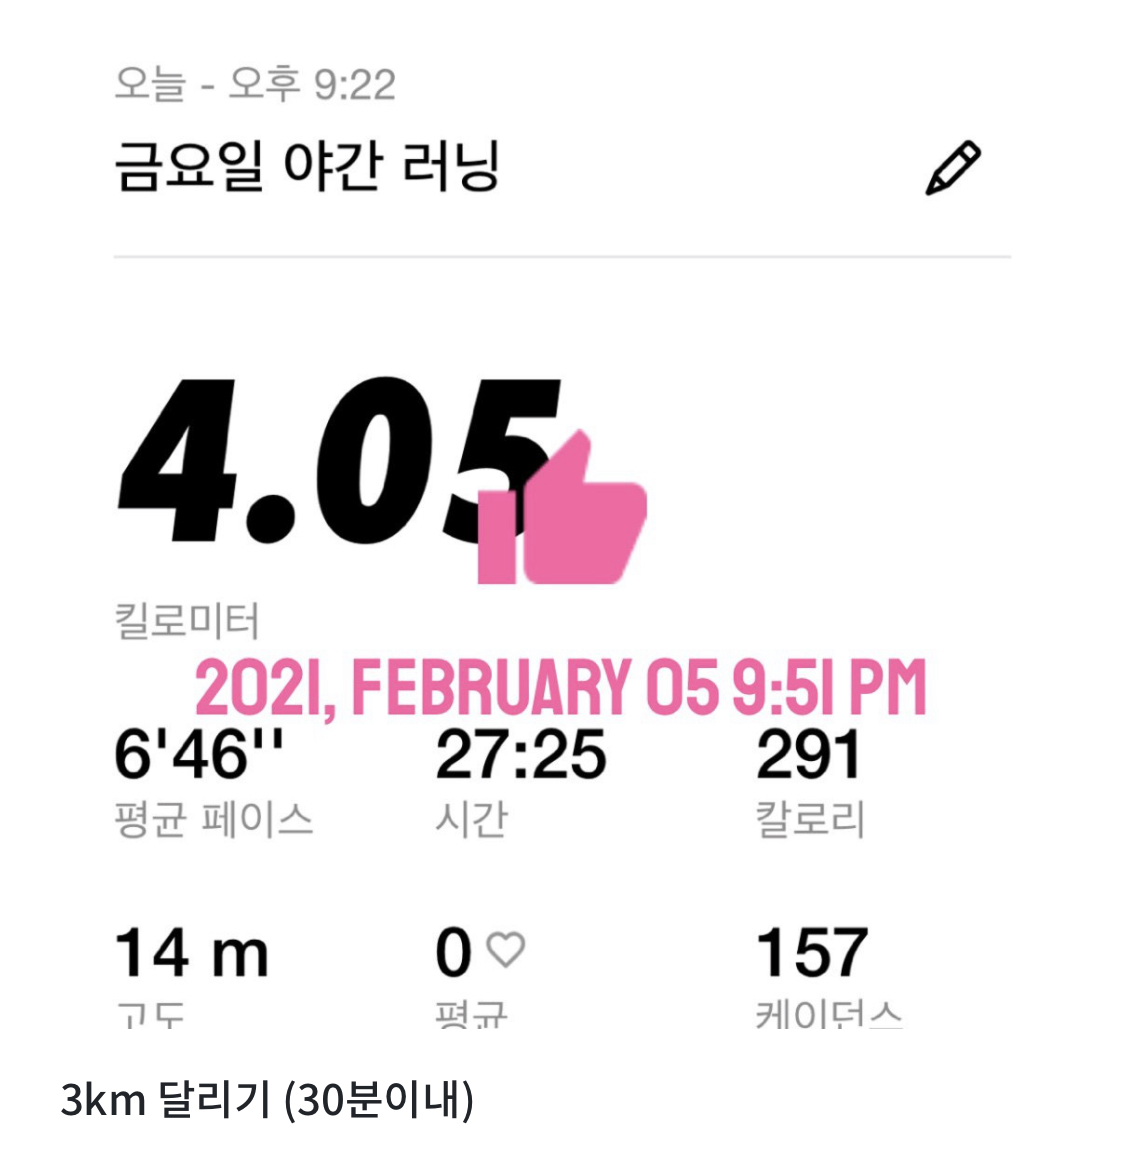 오늘 - 오후 9:22
금요일 야간 러닝
4.05
킬로미터
2021, FEBRUARY 05 9:51 PM
6'46'' 27:25 291
평균 페이스 시간 칼로리
14 m 0 157
고도 평균 케이던스
3km 달리기 (30분이내)